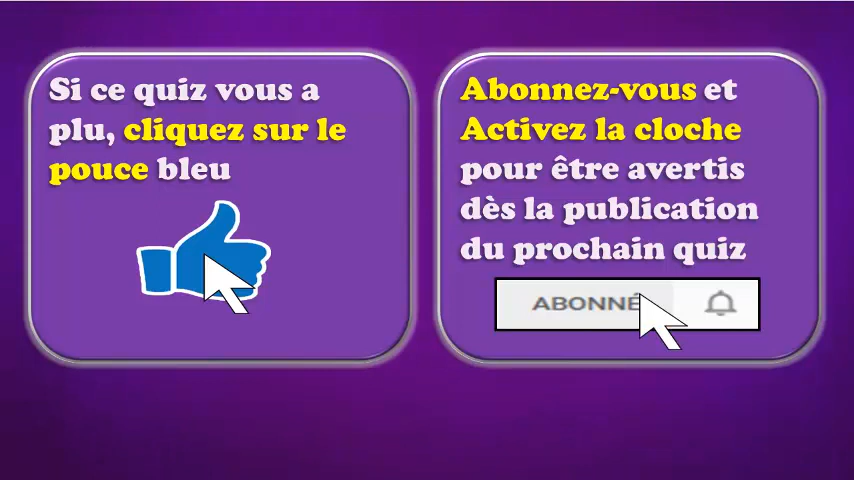 Si ce quiz vous a
plu, cliquez sur le
pouce bleu
Abonnez-vous et
Activez la cloche
pour être avertis
dès la publication
du prochain quiz
ABONNÉ